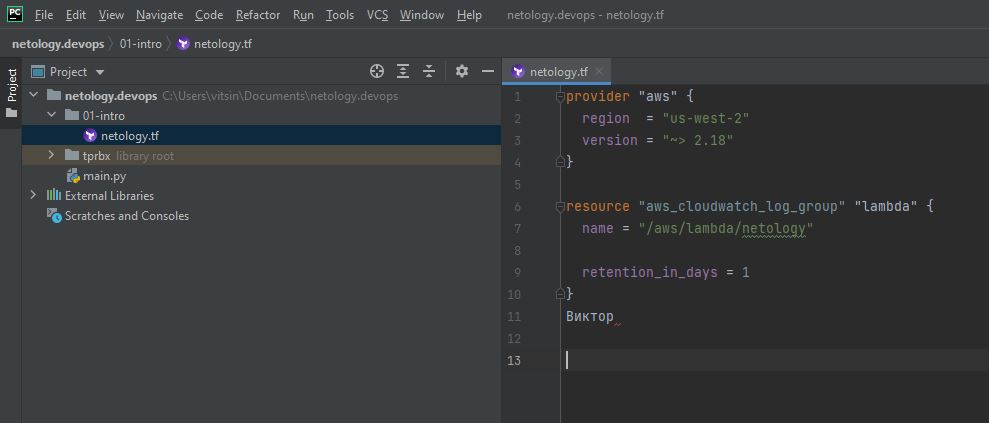 PC File Edit View Navigate Code Refactor Run Tools VCS Window Help netology.devops - netology.tf
netology.devops 01-intro netology.tf
Project
Project
netology.devops C:\Users\vitsin\Documents\netology.devops
01-intro
netology.tf
tprbx library root
main.py
External Libraries
Scratches and Consoles
netology.tf
1 provider "aws" {
2 region = "us-west-2"
3 version = "~> 2.18"
4 }
5
6 resource "aws_cloudwatch_log_group" "lambda" {
7 name = "/aws/lambda/netology"
8
9 retention_in_days = 1
10 }
11 Виктор
12
13